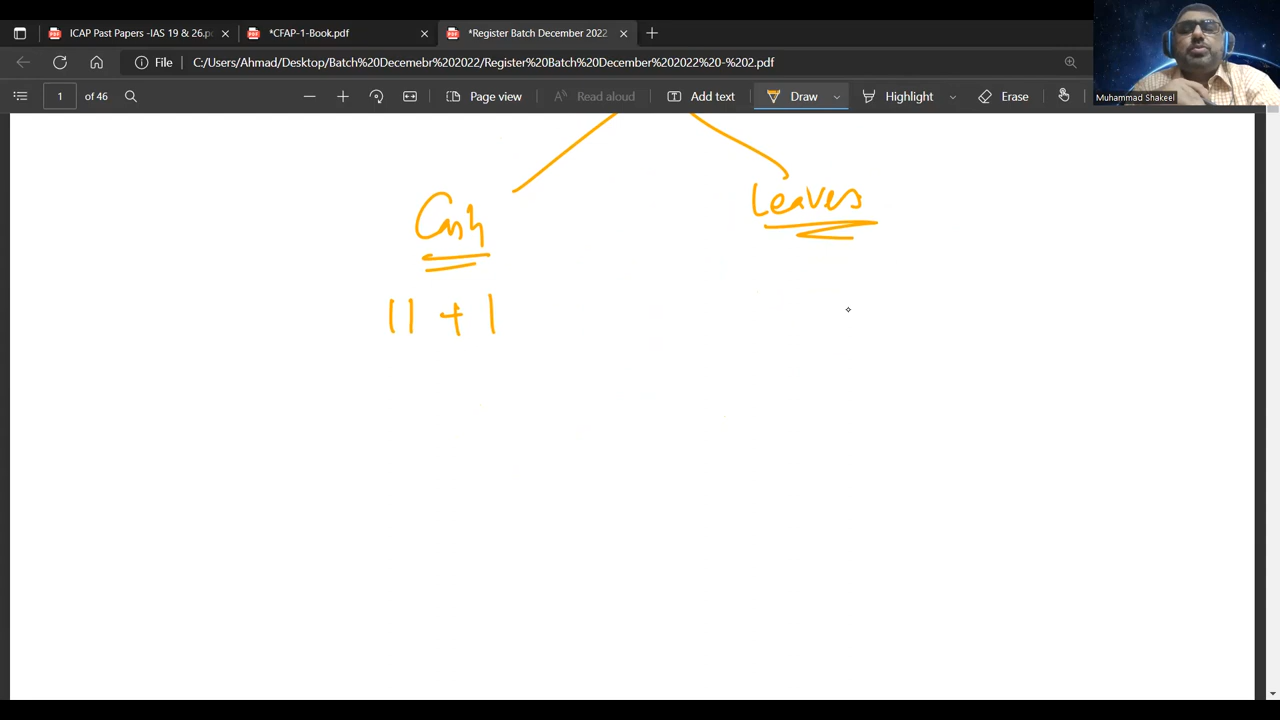 ICAP Past Papers -IAS 19 & 26.p
*CFAP-1-Book.pdf
*Register Batch December 2022
File
C:/Users/Ahmad/Desktop/Batch%20Decemebr%202022/Register%20Batch%20December%202022%20-%202.pdf
1 of 46
Page view
Read aloud
Add text
Draw
Highlight
Erase
Muhammad Shakeel
Cash
Leaves
11 + 1